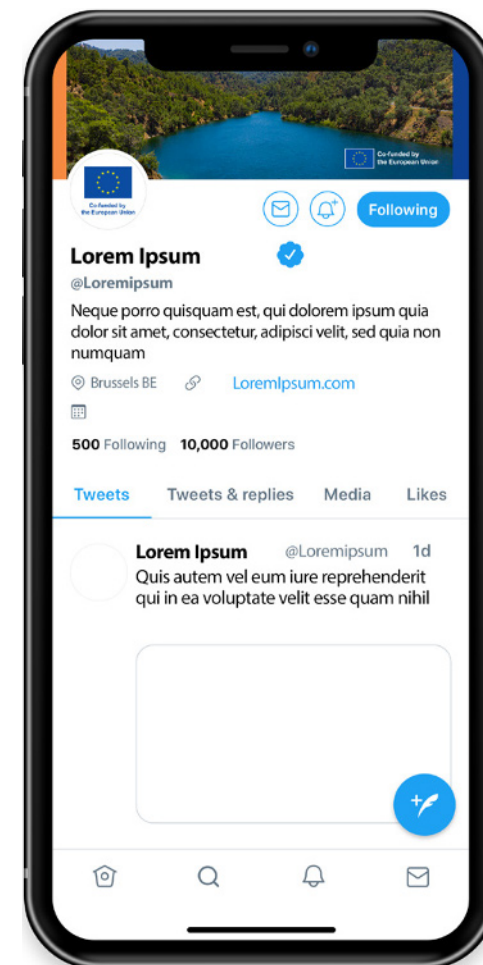 Co-funded by
the European Union
Co-funded by
the European Union
Following
Lorem Ipsum
@Loremipsum
Neque porro quisquam est, qui dolorem ipsum quia
dolor sit amet, consectetur, adipisci velit, sed quia non
numquam
Brussels BE LoremIpsum.com
500 Following 10,000 Followers
Tweets Tweets & replies Media Likes
Lorem Ipsum @Loremipsum 1d
Quis autem vel eum iure reprehenderit
qui in ea voluptate velit esse quam nihil